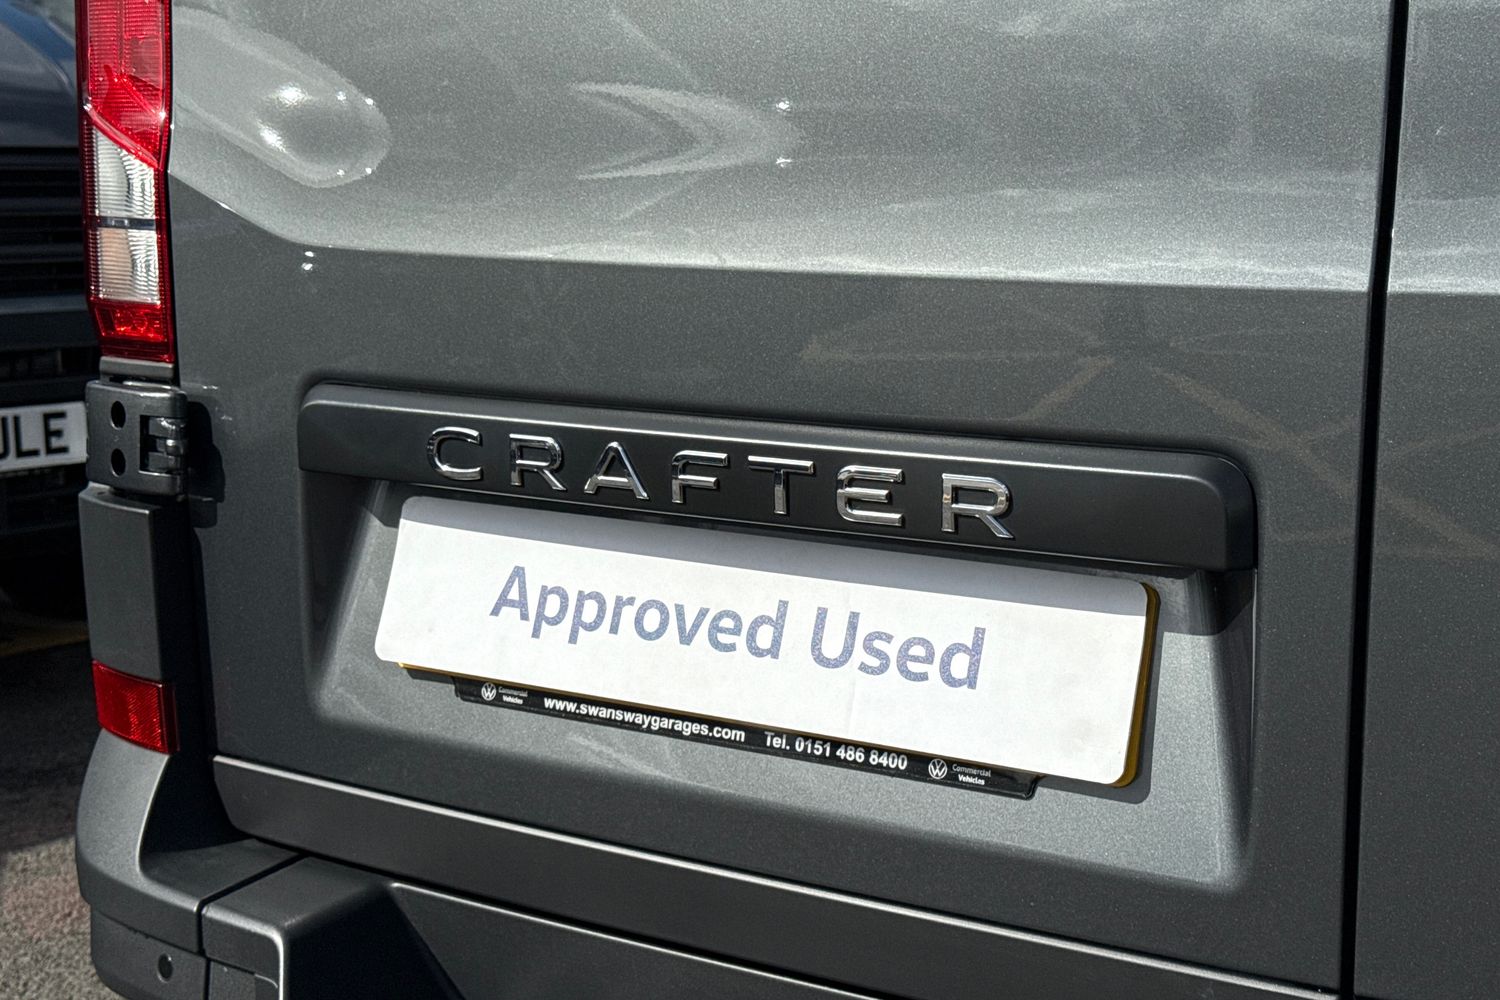 ULE
CRAFTER
Approved Used
Commercial
Vehicles
www.swanswaygarages.com Tel. 0151 486 8400
Commercial
Vehicles